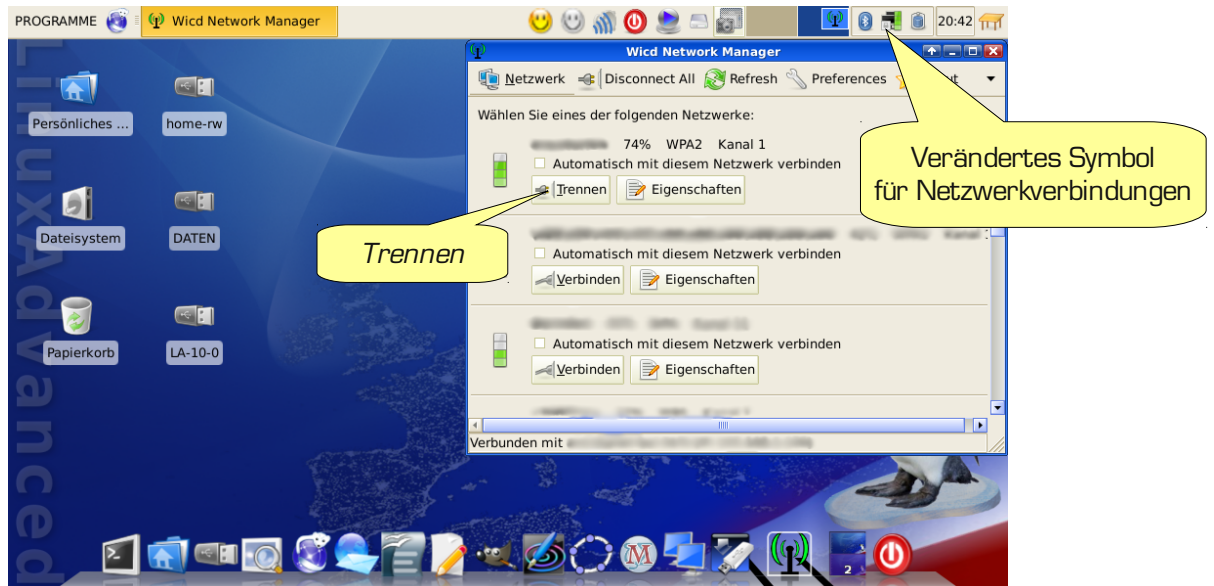 PROGRAMME
Wicd Network Manager
20:42
LinuxAdvanced
Persönliches ...
home-rw
Dateisystem
DATEN
Papierkorb
LA-10-0
Wicd Network Manager
Netzwerk
Disconnect All
Refresh
Preferences
Wählen Sie eines der folgenden Netzwerke:
74% WPA2 Kanal 1
Automatisch mit diesem Netzwerk verbinden
Trennen
Eigenschaften
Automatisch mit diesem Netzwerk verbinden
Verbinden
Eigenschaften
Automatisch mit diesem Netzwerk verbinden
Verbinden
Eigenschaften
Verbunden mit
Verändertes Symbol
für Netzwerkverbindungen
Trennen
2